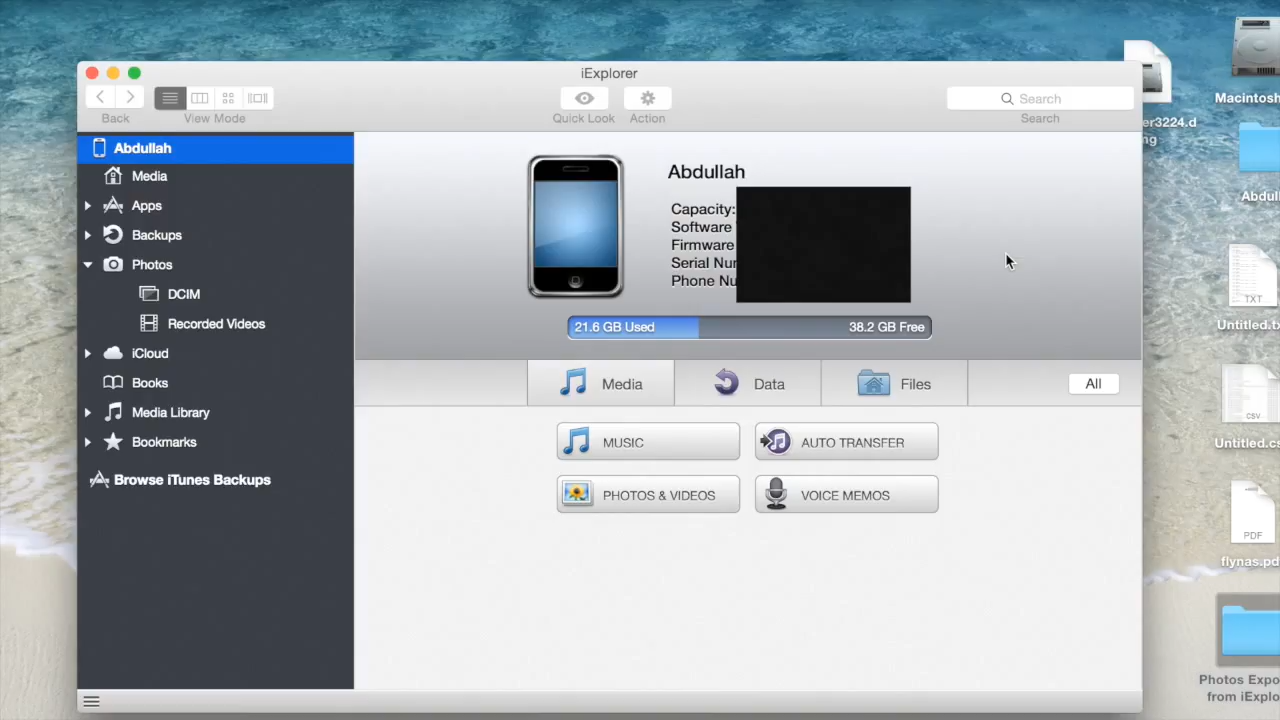 iExplorer
Back
View Mode
Quick Look
Action
Search
Search
Abdullah
Media
Apps
Backups
Photos
DCIM
Recorded Videos
iCloud
Books
Media Library
Bookmarks
Browse iTunes Backups
Abdullah
Capacity:
Software
Firmware
Serial Nu
Phone Nu
21.6 GB Used
38.2 GB Free
Media
Data
Files
All
MUSIC
AUTO TRANSFER
PHOTOS & VIDEOS
VOICE MEMOS
Macintosh
er3224.d
ng
Abdull
TXT
Untitled.tx
CSV
Untitled.cs
PDF
flynas.pd
Photos Expo
from iExplo